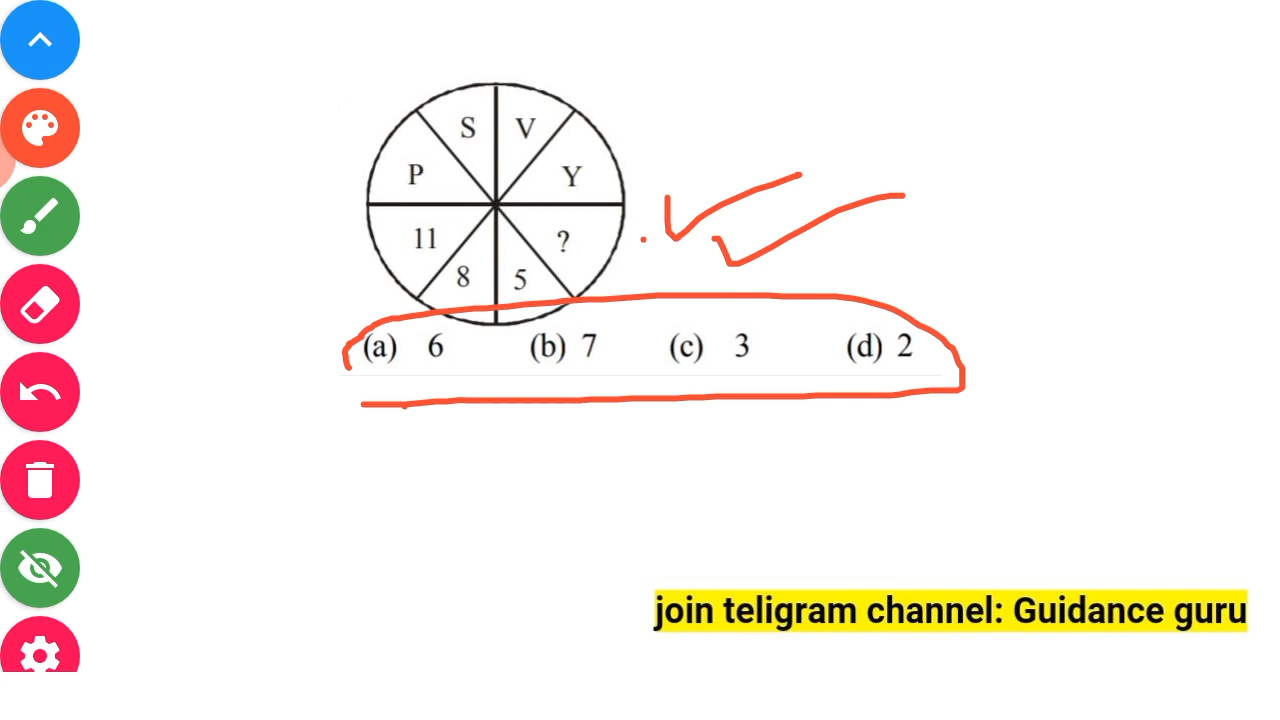 S V
P Y
11 ?
8 5
(a) 6 (b) 7 (c) 3 (d) 2
join teligram channel: Guidance guru